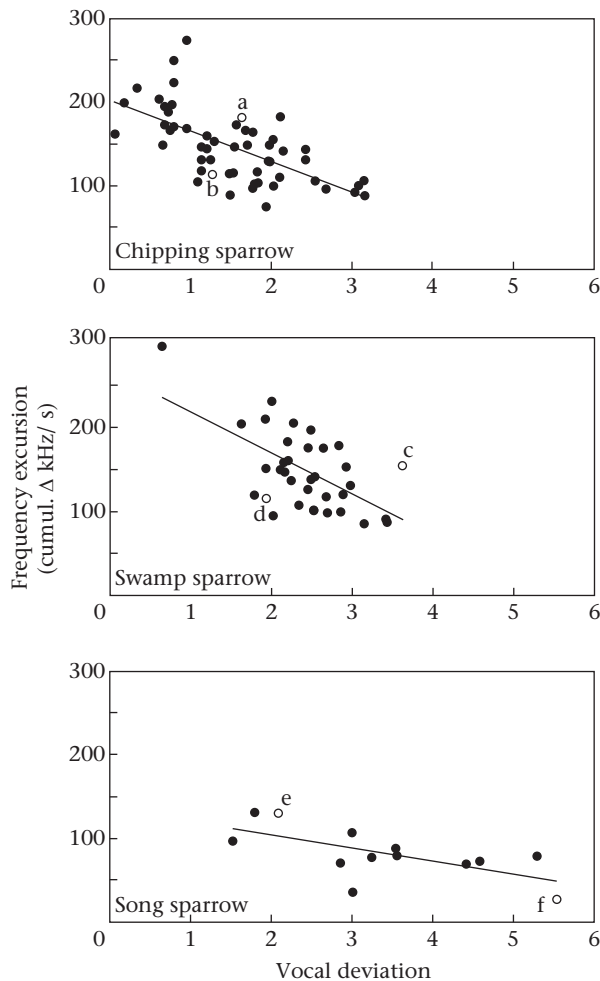 300
200
100
a
b
Chipping sparrow
0 1 2 3 4 5 6
300
200
100
c
d
Swamp sparrow
0 1 2 3 4 5 6
Frequency excursion
(cumul. Δ kHz/ s)
300
200
100
e
f
Song sparrow
0 1 2 3 4 5 6
Vocal deviation